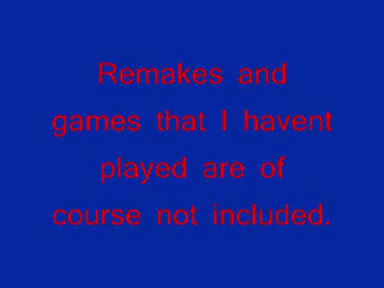 Remakes and
games that I havent
played are of
course not included.